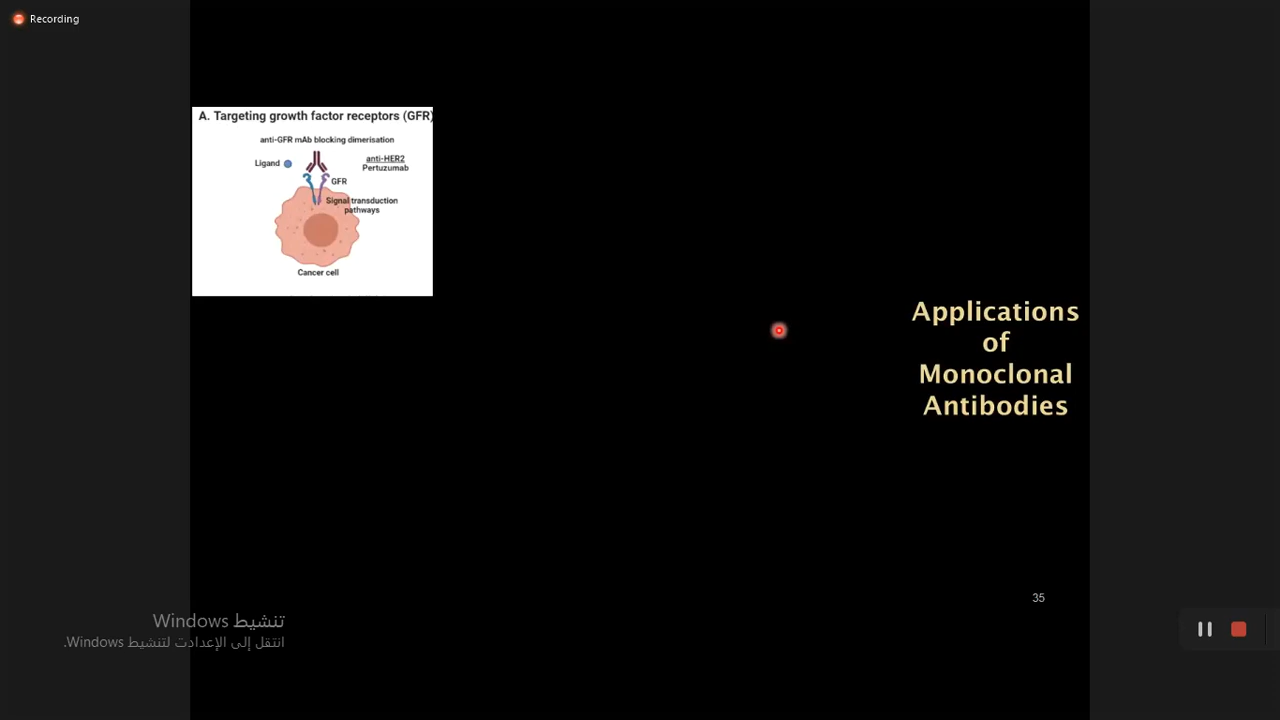 Recording
A. Targeting growth factor receptors (GFR)
anti-GFR mAb blocking dimerisation
Ligand
anti-HER2
Pertuzumab
GFR
Signal transduction
pathways
Cancer cell
Applications
of
Monoclonal
Antibodies
35
تنشيط Windows
انتقل إلى الإعدادت لتنشيط Windows.